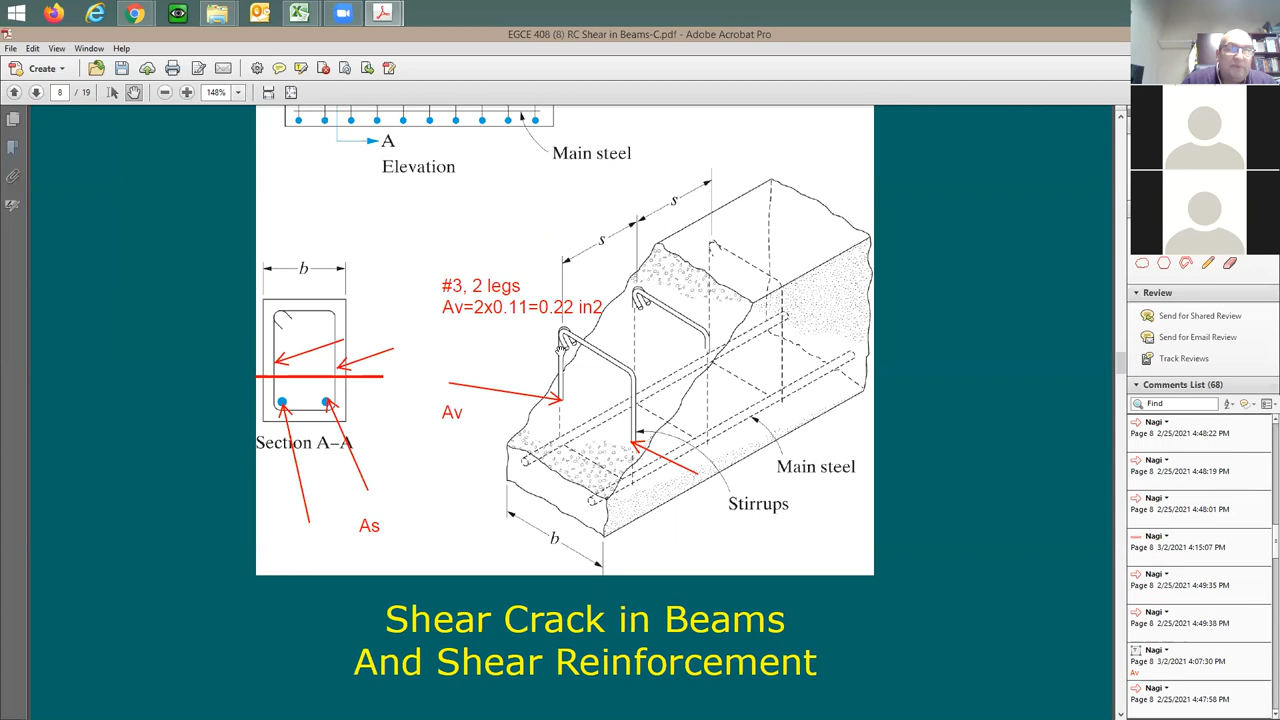 EGCE 408 (8) RC Shear in Beams-C.pdf - Adobe Acrobat Pro
File Edit View Window Help
Create
8 / 19 148%
A
Elevation
Main steel
s
s
b
#3, 2 legs
Av=2x0.11=0.22 in2
Av
Section A–A
As
Main steel
Stirrups
b
Shear Crack in Beams
And Shear Reinforcement
Review
Send for Shared Review
Send for Email Review
Track Reviews
Comments List (68)
Find
Nagi
Page 8 2/25/2021 4:48:22 PM
Nagi
Page 8 2/25/2021 4:48:19 PM
Nagi
Page 8 2/25/2021 4:48:01 PM
Nagi
Page 8 3/2/2021 4:15:07 PM
Nagi
Page 8 2/25/2021 4:49:35 PM
Nagi
Page 8 2/25/2021 4:49:38 PM
Nagi
Page 8 3/2/2021 4:07:30 PM
Av
Nagi
Page 8 2/25/2021 4:47:58 PM